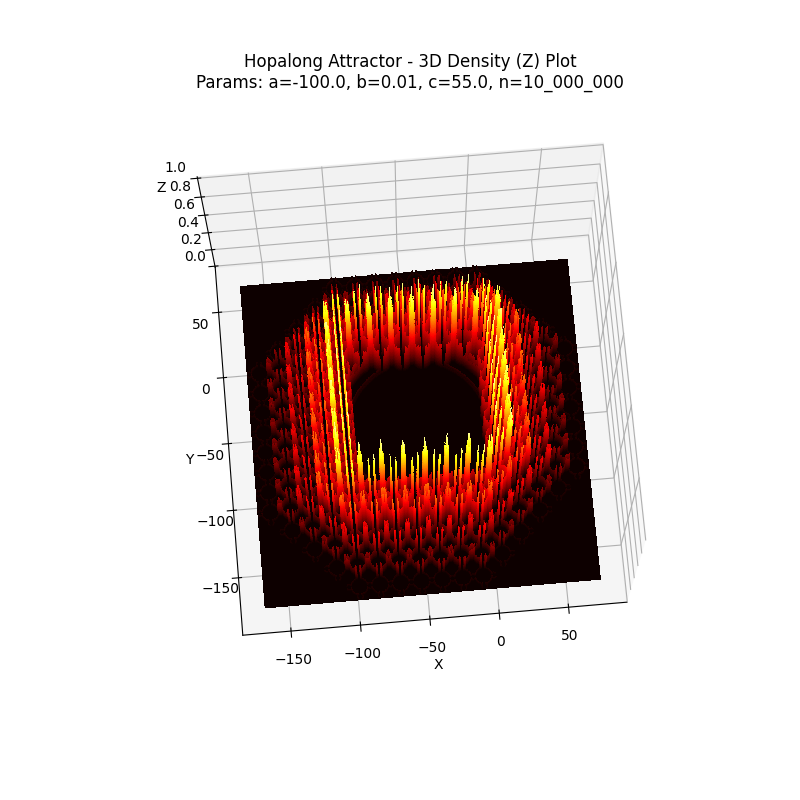 Hopalong Attractor - 3D Density (Z) Plot
Params: a=-100.0, b=0.01, c=55.0, n=10_000_000
1.0
Z 0.8
0.6
0.4
0.2
0.0
50
0
Y −50
−100
−150
−150 −100 −50 0 50
X